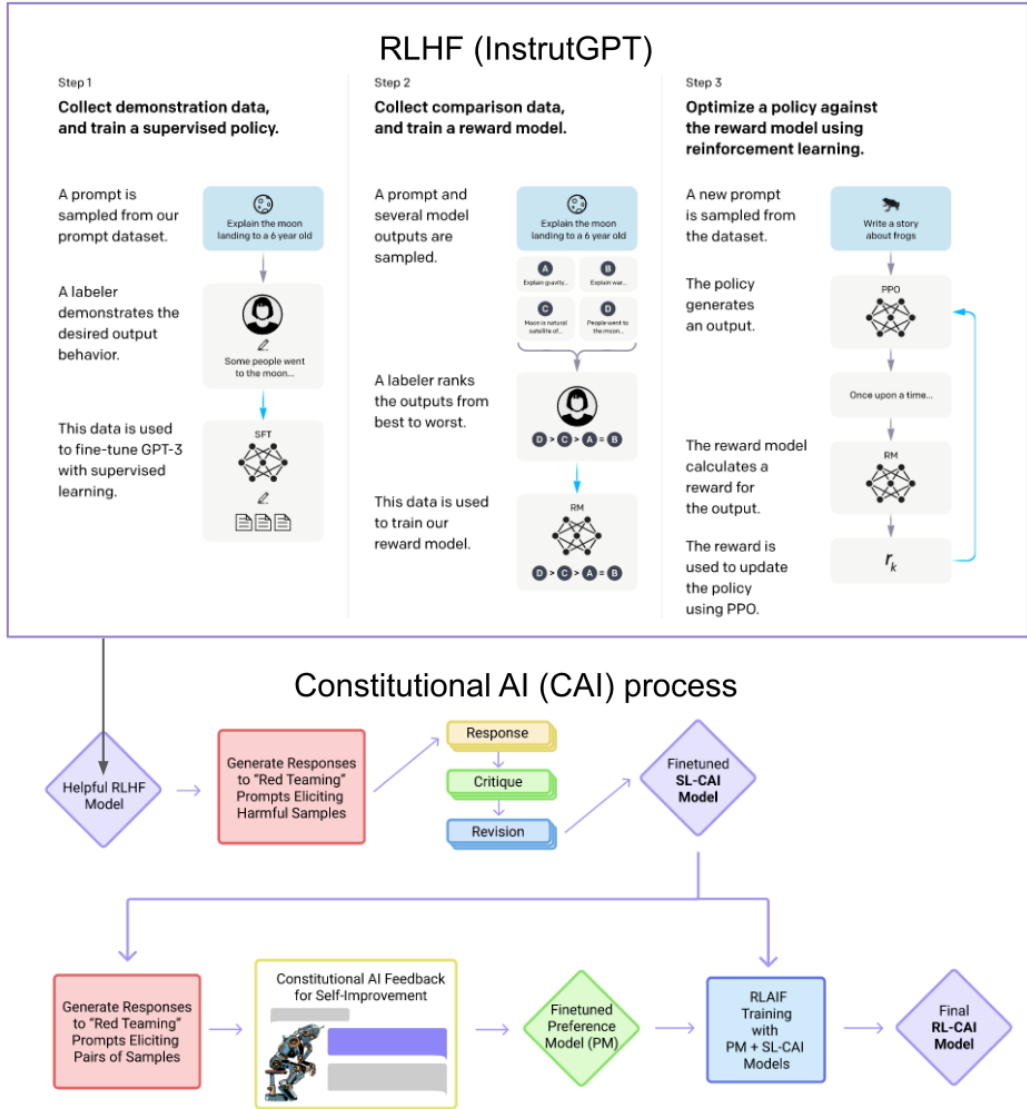 RLHF (InstrutGPT)
Step 1
Collect demonstration data,
and train a supervised policy.
A prompt is
sampled from our
prompt dataset.
Explain the moon
landing to a 6 year old
A labeler
demonstrates the
desired output
behavior.
Some people went
to the moon...
This data is used
to fine-tune GPT-3
with supervised
learning.
SFT
Step 2
Collect comparison data,
and train a reward model.
A prompt and
several model
outputs are
sampled.
Explain the moon
landing to a 6 year old
A
Explain gravity...
B
Explain war...
C
Moon is natural
satellite of...
D
People went to
the moon...
A labeler ranks
the outputs from
best to worst.
D > C > A = B
This data is used
to train our
reward model.
RM
D > C > A = B
Step 3
Optimize a policy against
the reward model using
reinforcement learning.
A new prompt
is sampled from
the dataset.
Write a story
about frogs
The policy
generates
an output.
PPO
Once upon a time...
The reward model
calculates a
reward for
the output.
RM
The reward is
used to update
the policy
using PPO.
rk
Constitutional AI (CAI) process
Helpful RLHF
Model
Generate Responses
to “Red Teaming”
Prompts Eliciting
Harmful Samples
Response
Critique
Revision
Finetuned
SL-CAI
Model
Generate Responses
to “Red Teaming”
Prompts Eliciting
Pairs of Samples
Constitutional AI Feedback
for Self-Improvement
Finetuned
Preference
Model (PM)
RLAIF
Training
with
PM + SL-CAI
Models
Final
RL-CAI
Model